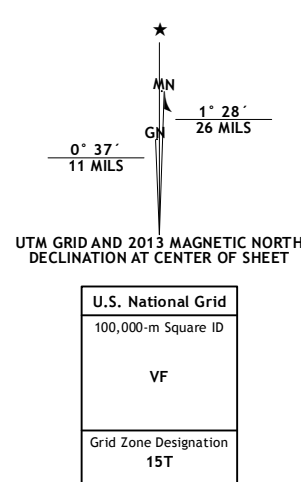 ★
MN
1° 28´
26 MILS
GN
0° 37´
11 MILS
UTM GRID AND 2013 MAGNETIC NORTH
DECLINATION AT CENTER OF SHEET
U.S. National Grid
100,000-m Square ID
VF
Grid Zone Designation
15T